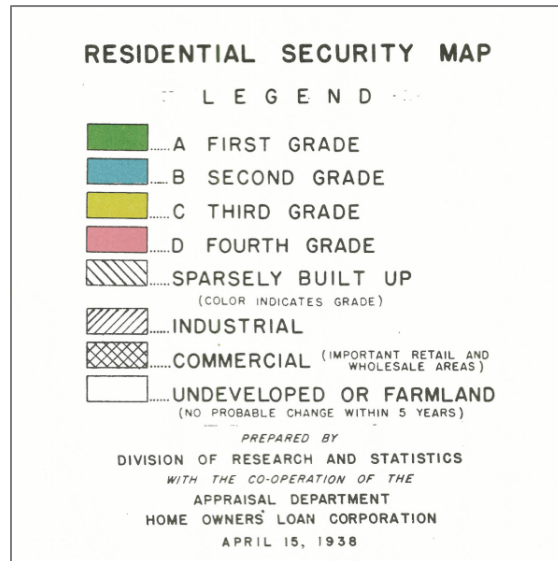 RESIDENTIAL SECURITY MAP
LEGEND
.....A FIRST GRADE
.....B SECOND GRADE
.....C THIRD GRADE
.....D FOURTH GRADE
.....SPARSELY BUILT UP
(COLOR INDICATES GRADE)
.....INDUSTRIAL
.....COMMERCIAL (IMPORTANT RETAIL AND WHOLESALE AREAS)
.....UNDEVELOPED OR FARMLAND
(NO PROBABLE CHANGE WITHIN 5 YEARS)
PREPARED BY
DIVISION OF RESEARCH AND STATISTICS
WITH THE CO-OPERATION OF THE
APPRAISAL DEPARTMENT
HOME OWNERS' LOAN CORPORATION
APRIL 15, 1938